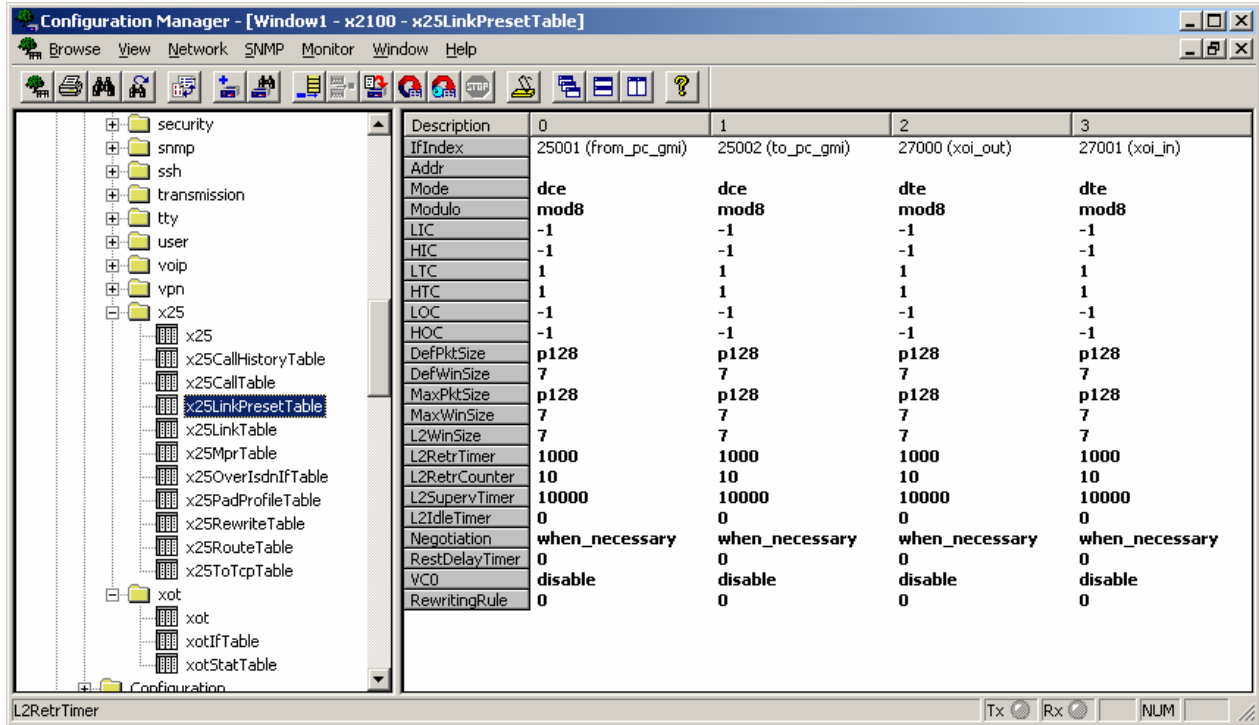 Configuration Manager - [Window1 - x2100 - x25LinkPresetTable]
Browse View Network SNMP Monitor Window Help
STOP ?
security
snmp
ssh
transmission
tty
user
voip
vpn
x25
x25
x25CallHistoryTable
x25CallTable
x25LinkPresetTable
x25LinkTable
x25MprTable
x25OverIsdnIfTable
x25PadProfileTable
x25RewriteTable
x25RouteTable
x25ToTcpTable
xot
xot
xotIfTable
xotStatTable
Configuration
Description 0 1 2 3
IfIndex 25001 (from_pc_gmi) 25002 (to_pc_gmi) 27000 (xoi_out) 27001 (xoi_in)
Addr
Mode dce dce dte dte
Modulo mod8 mod8 mod8 mod8
LIC -1 -1 -1 -1
HIC -1 -1 -1 -1
LTC 1 1 1 1
HTC 1 1 1 1
LOC -1 -1 -1 -1
HOC -1 -1 -1 -1
DefPktSize p128 p128 p128 p128
DefWinSize 7 7 7 7
MaxPktSize p128 p128 p128 p128
MaxWinSize 7 7 7 7
L2WinSize 7 7 7 7
L2RetrTimer 1000 1000 1000 1000
L2RetrCounter 10 10 10 10
L2SupervTimer 10000 10000 10000 10000
L2IdleTimer 0 0 0 0
Negotiation when_necessary when_necessary when_necessary when_necessary
RestDelayTimer 0 0 0 0
VC0 disable disable disable disable
RewritingRule 0 0 0 0
L2RetrTimer Tx Rx NUM